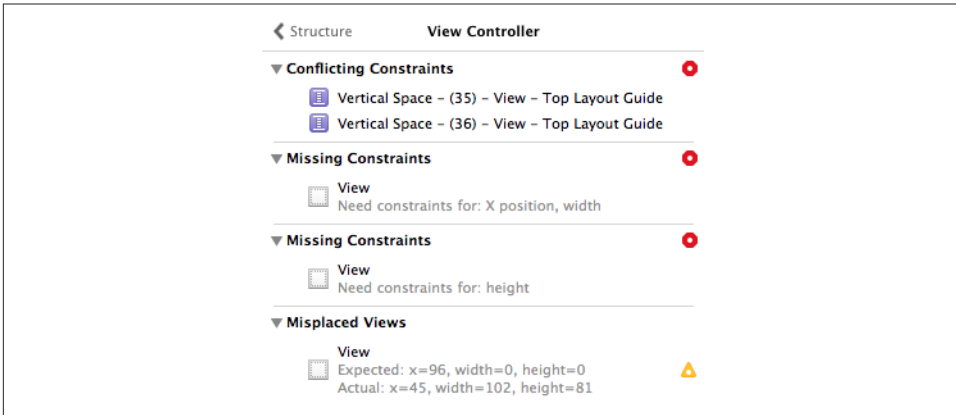 Structure View Controller
Conflicting Constraints
Vertical Space – (35) – View – Top Layout Guide
Vertical Space – (36) – View – Top Layout Guide
Missing Constraints
View
Need constraints for: X position, width
Missing Constraints
View
Need constraints for: height
Misplaced Views
View
Expected: x=96, width=0, height=0
Actual: x=45, width=102, height=81